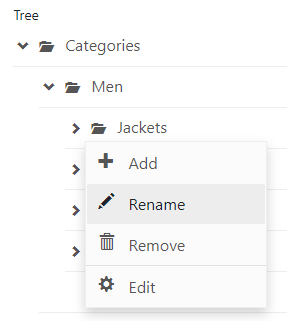 Tree
Categories
Men
Jackets
Add
Rename
Remove
Edit